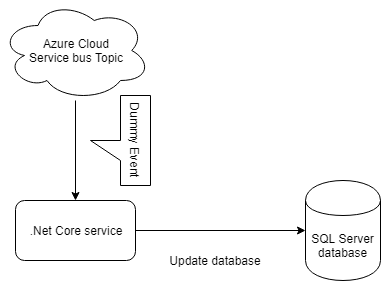 Azure Cloud
Service bus Topic
Dummy Event
.Net Core service
Update database
SQL Server
database